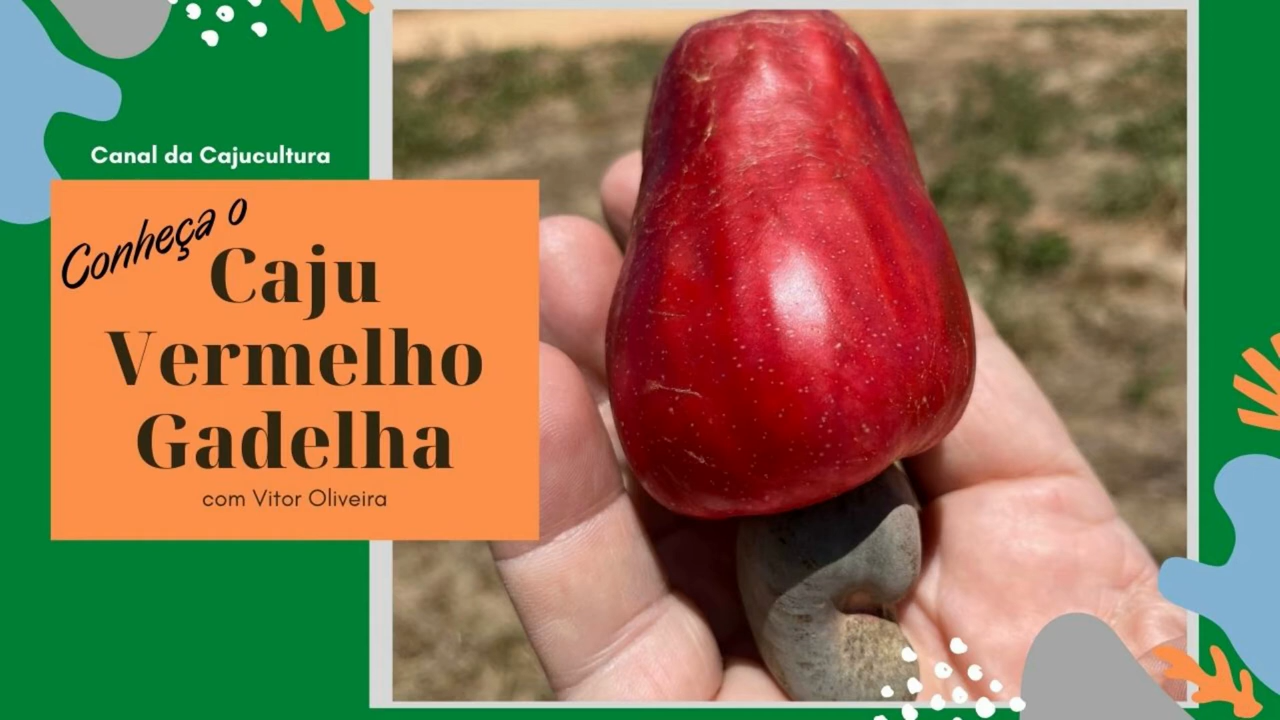 Canal da Cajucultura
Conheça o
Caju
Vermelho
Gadelha
com Vitor Oliveira